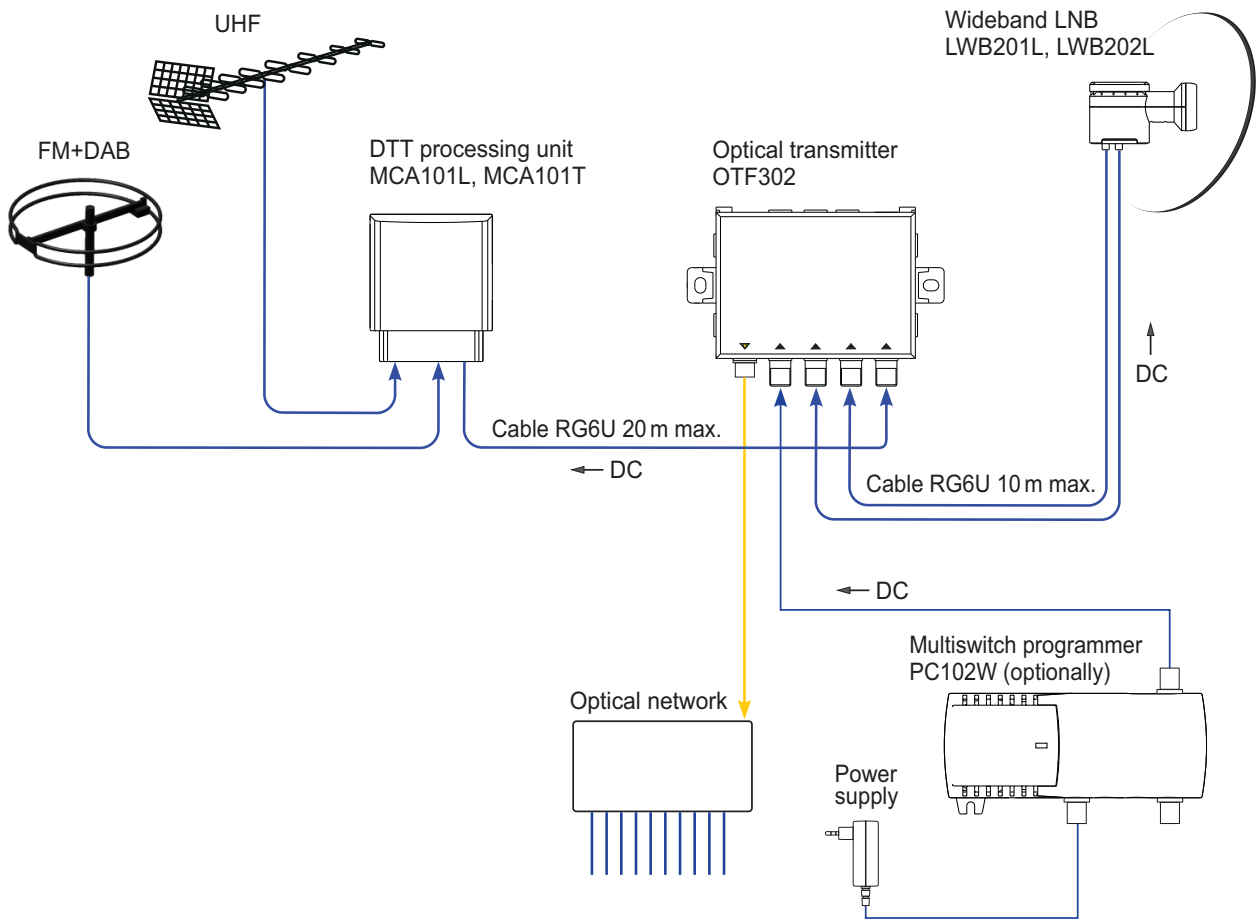 UHF
Wideband LNB
LWB201L, LWB202L
FM+DAB
DTT processing unit
MCA101L, MCA101T
Optical transmitter
OTF302
DC
Cable RG6U 20 m max.
DC
Cable RG6U 10 m max.
DC
Multiswitch programmer
PC102W (optionally)
Optical network
Power
supply